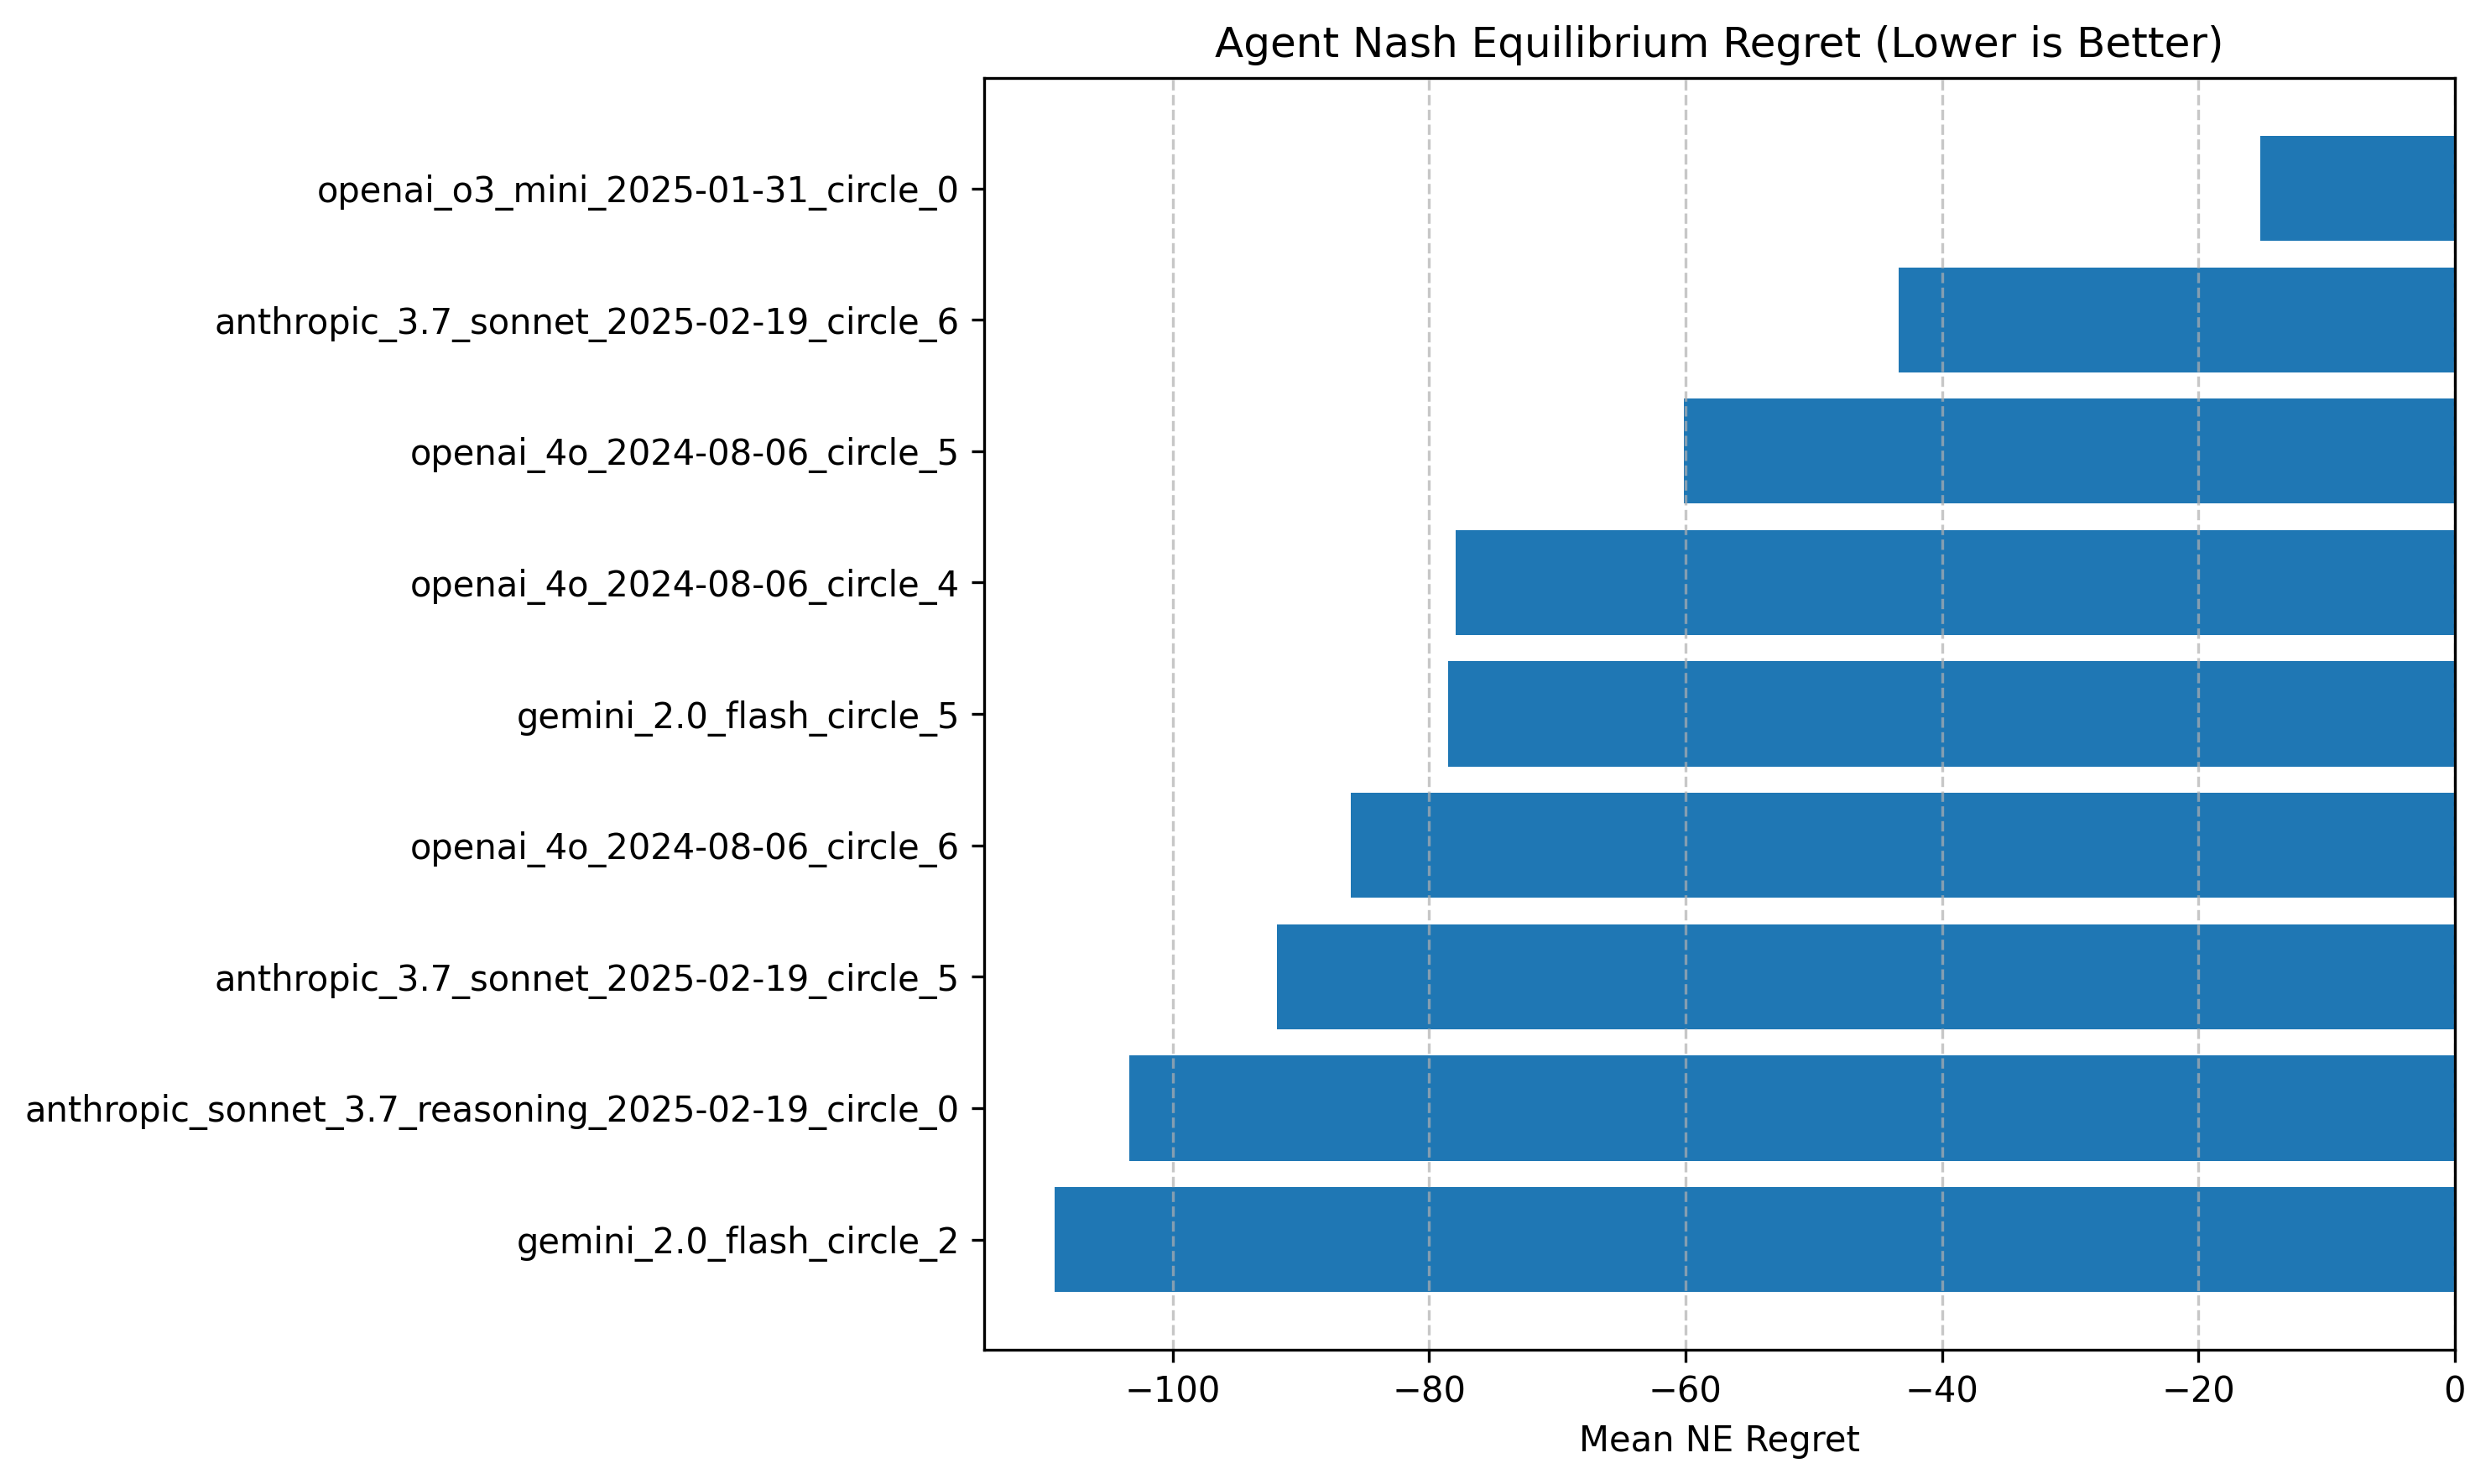 Agent Nash Equilibrium Regret (Lower is Better)
openai_o3_mini_2025-01-31_circle_0
anthropic_3.7_sonnet_2025-02-19_circle_6
openai_4o_2024-08-06_circle_5
openai_4o_2024-08-06_circle_4
gemini_2.0_flash_circle_5
openai_4o_2024-08-06_circle_6
anthropic_3.7_sonnet_2025-02-19_circle_5
anthropic_sonnet_3.7_reasoning_2025-02-19_circle_0
gemini_2.0_flash_circle_2
−100 −80 −60 −40 −20 0
Mean NE Regret